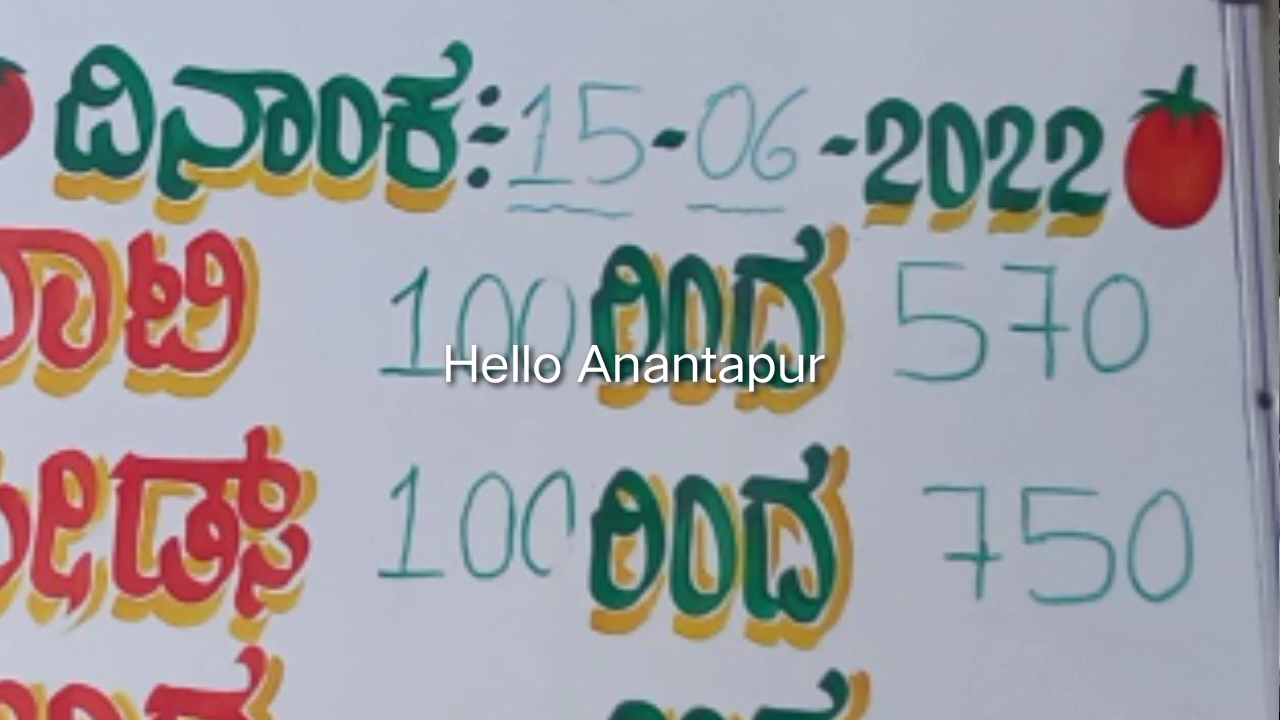 ದಿನಾಂಕ: 15-06-2022
ನಾಟಿ 100 ರಿಂದ 570
Hello Anantapur
ಸೀಡ್ಸ್ 100 ರಿಂದ 750
ರಿಂದ